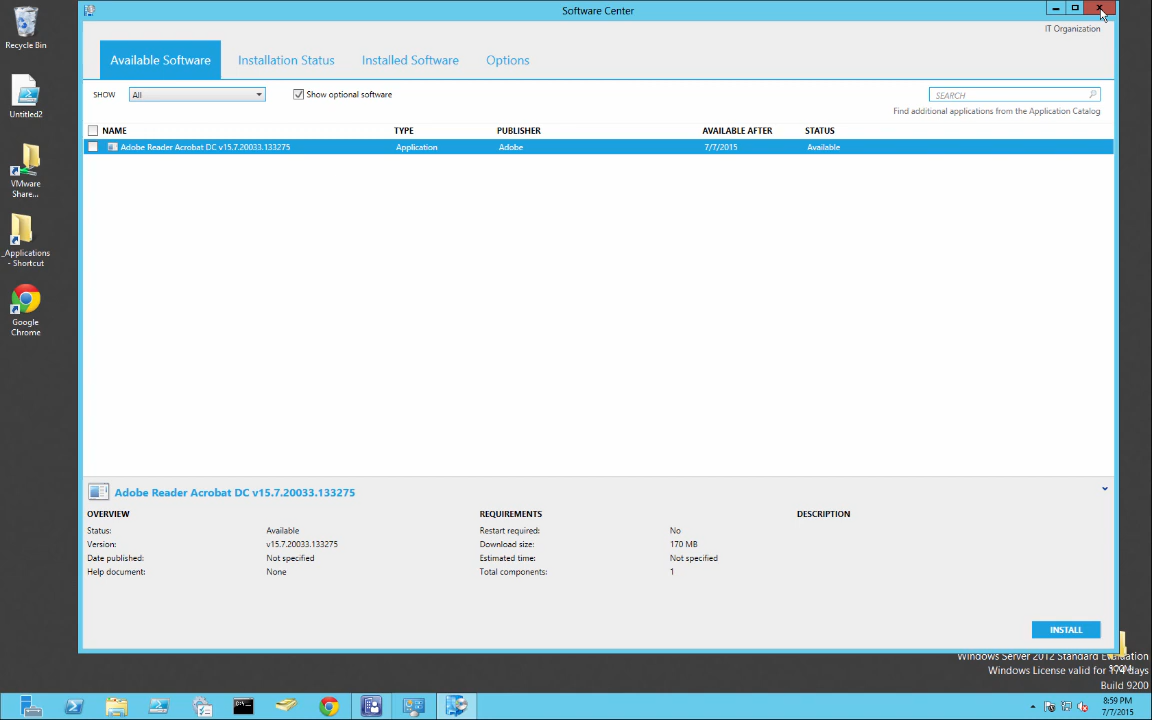 Software Center
IT Organization
Recycle Bin
Untitled2
VMware
Share...
_Applications
- Shortcut
Google
Chrome
Available Software
Installation Status
Installed Software
Options
SHOW
All
Show optional software
SEARCH
Find additional applications from the Application Catalog
NAME TYPE PUBLISHER AVAILABLE AFTER STATUS
Adobe Reader Acrobat DC v15.7.20033.133275 Application Adobe 7/7/2015 Available
Adobe Reader Acrobat DC v15.7.20033.133275
OVERVIEW
Status: Available
Version: v15.7.20033.133275
Date published: Not specified
Help document: None
REQUIREMENTS
Restart required: No
Download size: 170 MB
Estimated time: Not specified
Total components: 1
DESCRIPTION
INSTALL
Windows Server 2012 Standard
Windows License valid for 174 days
Build 9200
8:59 PM
7/7/2015